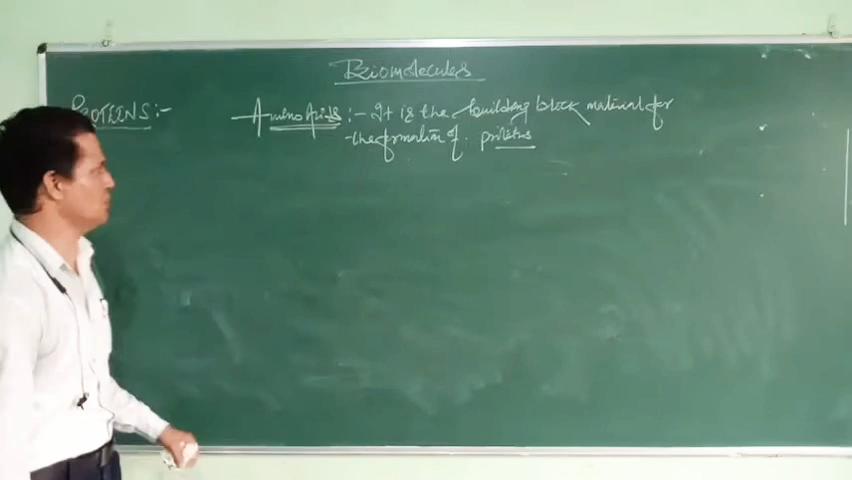 Biomolecules
PROTEINS:-
Amino Acids :- It is the building block material for
the formation of proteins